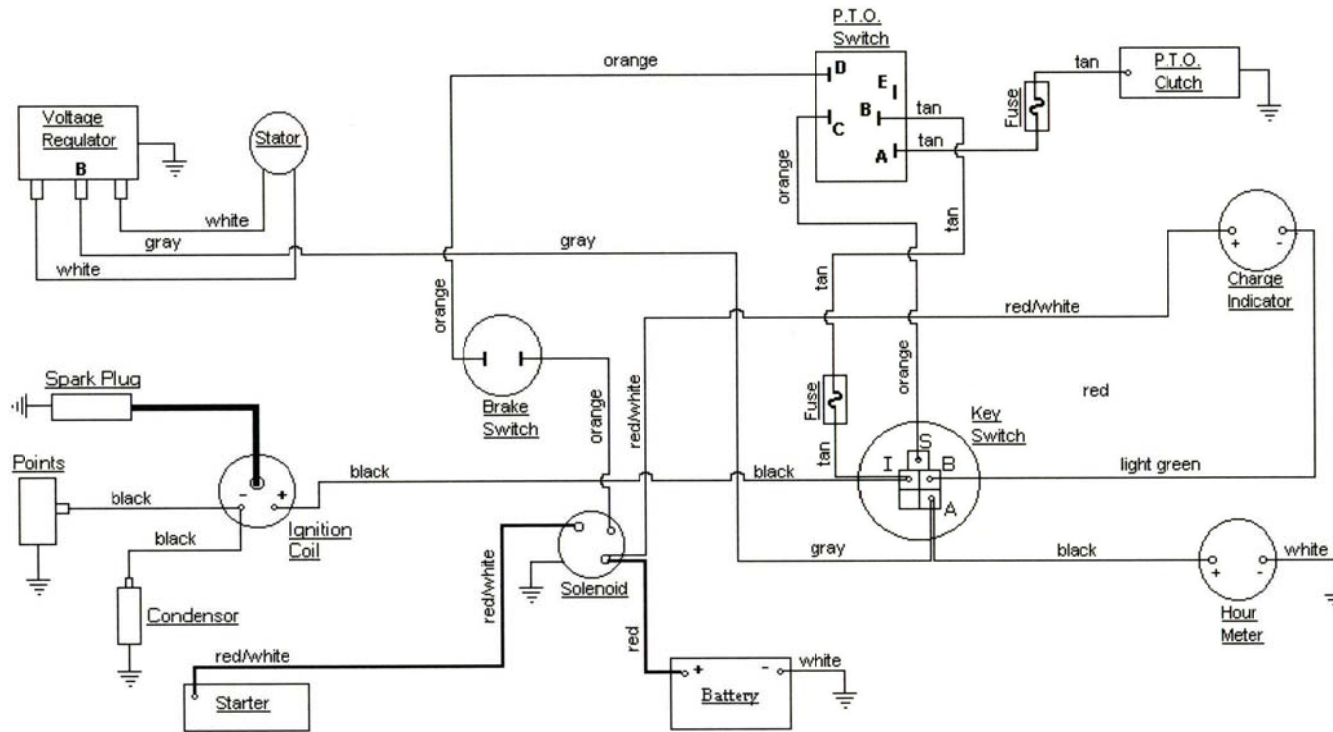 P.T.O.
Switch
orange
D
E
B
C
A
tan
tan
Fuse
tan
P.T.O.
Clutch
Voltage
Regulator
B
Stator
white
gray
white
orange
tan
gray
tan
orange
red/white
+ -
Charge
Indicator
Brake
Switch
orange
red/white
Fuse
tan
orange
red
Key
Switch
S
I
B
A
light green
Spark Plug
Points
black
- +
Ignition
Coil
black
black
black
Condensor
red/white
red/white
Starter
Solenoid
red
+ -
Battery
white
gray
black
+ -
white
Hour
Meter